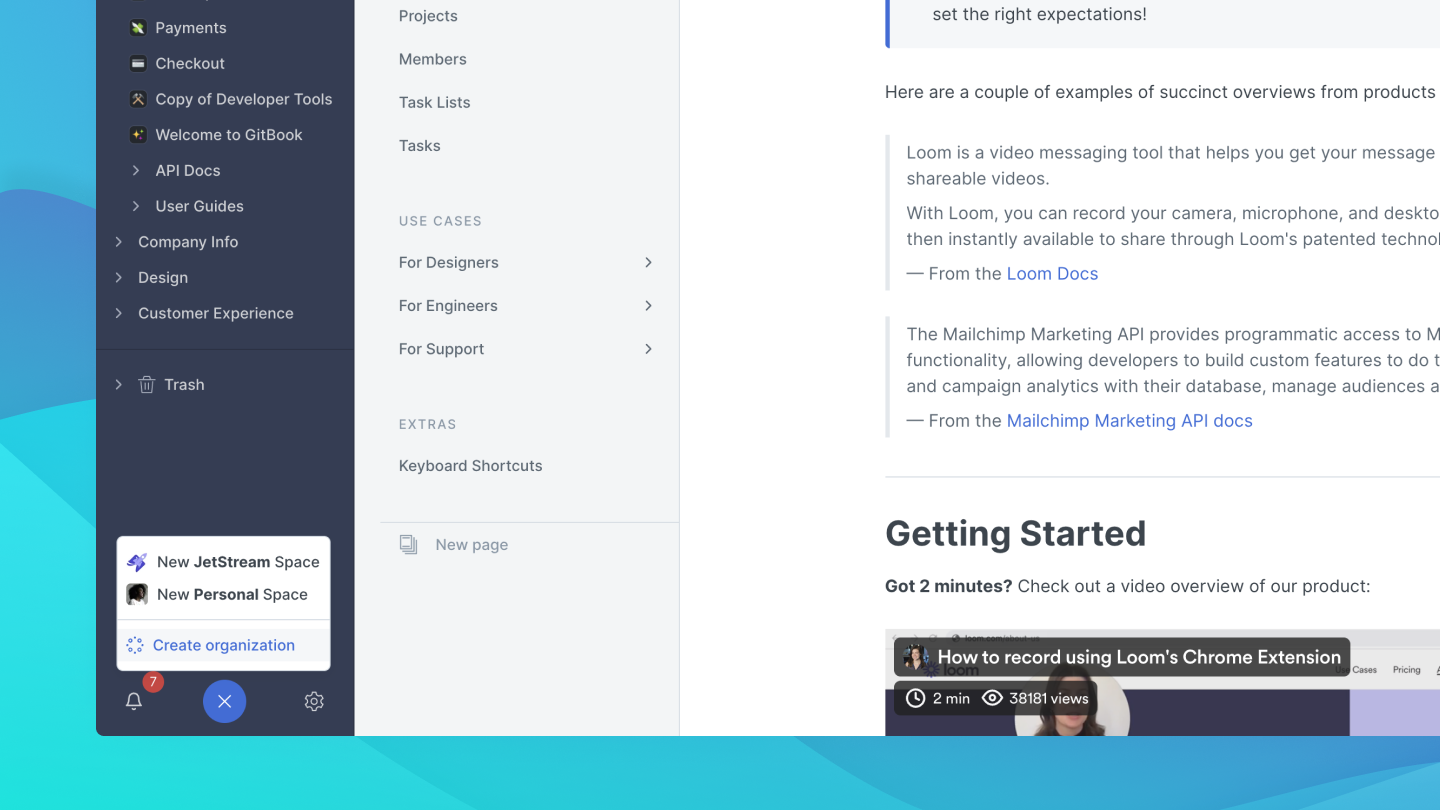 Payments
Checkout
Copy of Developer Tools
Welcome to GitBook
API Docs
User Guides
Company Info
Design
Customer Experience
Trash
New JetStream Space
New Personal Space
Create organization
7
Projects
Members
Task Lists
Tasks
USE CASES
For Designers
For Engineers
For Support
EXTRAS
Keyboard Shortcuts
New page
set the right expectations!
Here are a couple of examples of succinct overviews from products
Loom is a video messaging tool that helps you get your message
shareable videos.
With Loom, you can record your camera, microphone, and deskto
then instantly available to share through Loom's patented technol
— From the Loom Docs
The Mailchimp Marketing API provides programmatic access to M
functionality, allowing developers to build custom features to do t
and campaign analytics with their database, manage audiences a
— From the Mailchimp Marketing API docs
Getting Started
Got 2 minutes? Check out a video overview of our product:
loom.com/about-us
How to record using Loom's Chrome Extension
loom
Cases
Pricing
2 min
38181 views